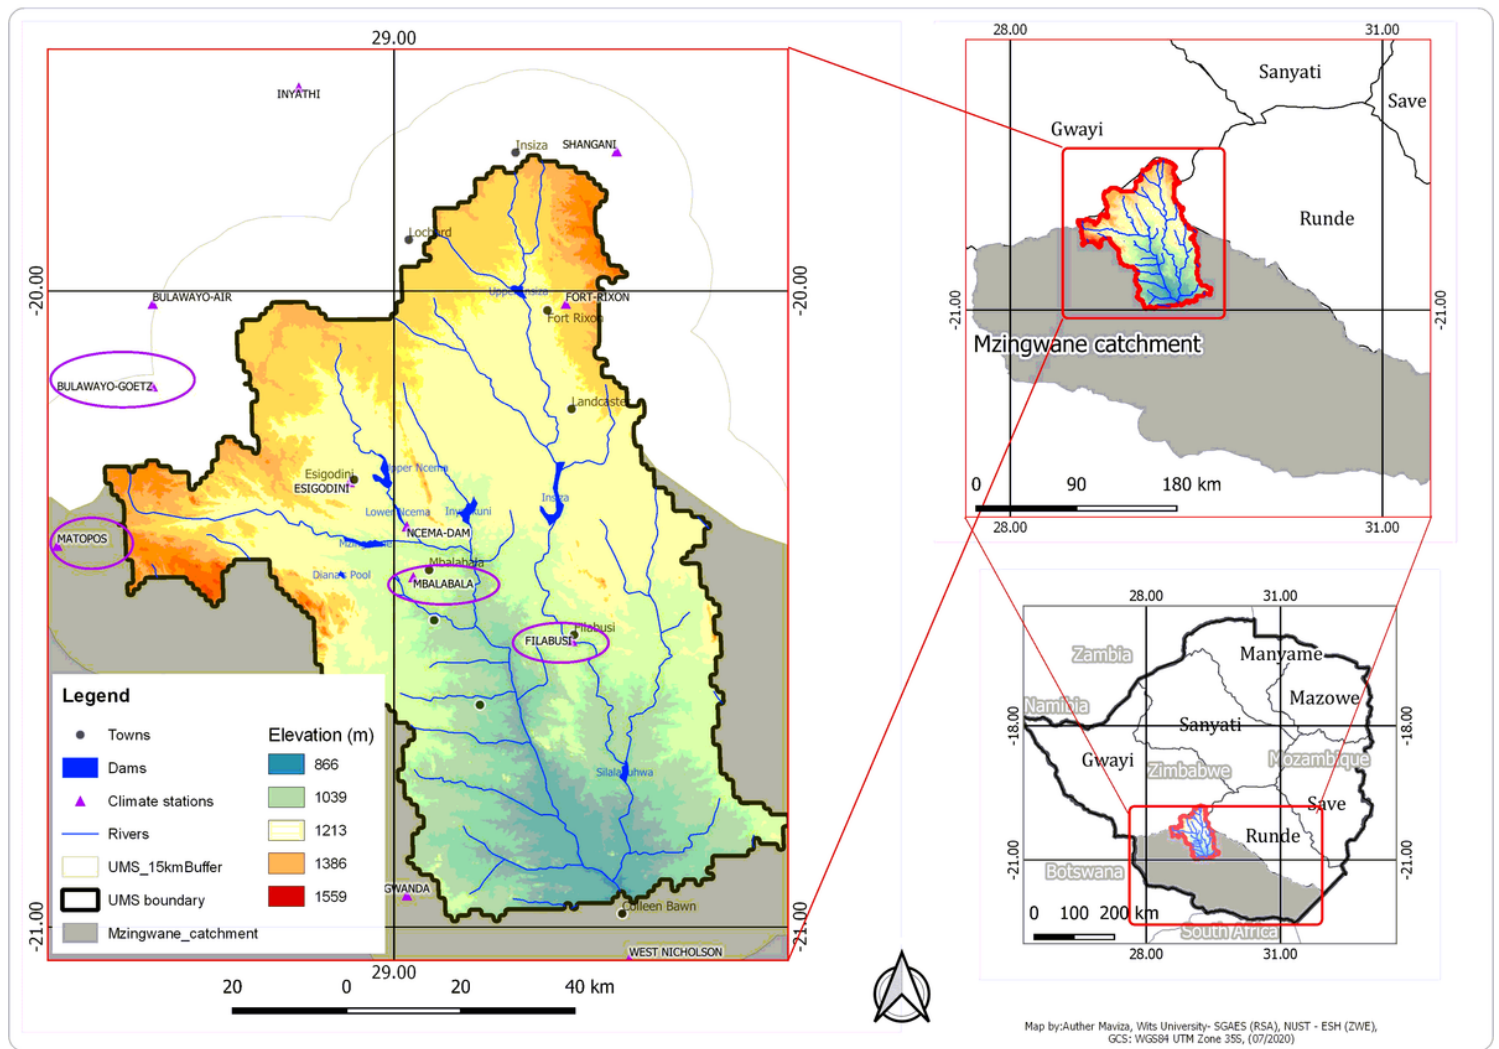 29.00
INYATHI
Insiza
SHANGANI
Lochard
-20.00
-20.00
BULAWAYO-AIR
Upper Insiza
FORT-RIXON
Fort Rixon
BULAWAYO-GOETZ
Landcaster
Esigodini
ESIGODINI
Upper Ncema
Lower Ncema
Insiza
NCEMA-DAM
MATOPOS
Mbalabala
Diana's Pool
MBALABALA
Filabusi
FILABUSI
Silalabuhwa
GWANDA
Colleen Bawn
-21.00
-21.00
WEST NICHOLSON
29.00
Legend
Towns
Dams
Climate stations
Rivers
UMS_15kmBuffer
UMS boundary
Mzingwane_catchment
Elevation (m)
866
1039
1213
1386
1559
20 0 20 40 km
28.00 31.00
Sanyati
Save
Gwayi
Runde
-21.00
-21.00
Mzingwane catchment
0 90 180 km
28.00 31.00
28.00 31.00
Zambia
Manyame
Namibia
Mazowe
Sanyati
-18.00
-18.00
Gwayi
Mozambique
Zimbabwe
Save
Runde
Botswana
-21.00
-21.00
0 100 200 km
South Africa
28.00 31.00
Map by:Auther Maviza, Wits University- SGAES (RSA), NUST - ESH (ZWE),
GCS: WGS84 UTM Zone 35S, (07/2020)